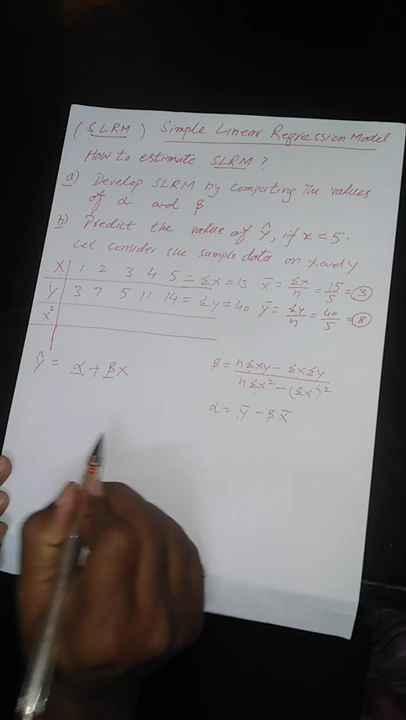 (SLRM) Simple Linear Regression Model
How to estimate SLRM?
a) Develop SLRM by computing the values
of α and β
b) Predict the value of Ŷ, if x = 5.
Let consider the sample data on x and y
X 1 2 3 4 5 = Σx = 15 x̄ = Σx/n = 15/5 = 3
Y 3 7 5 11 14 = Σy = 40 ȳ = Σy/n = 40/5 = 8
x²
Ŷ = α + βx
β = nΣxy − ΣxΣy / nΣx² − (Σx)²
α = ȳ − βx̄